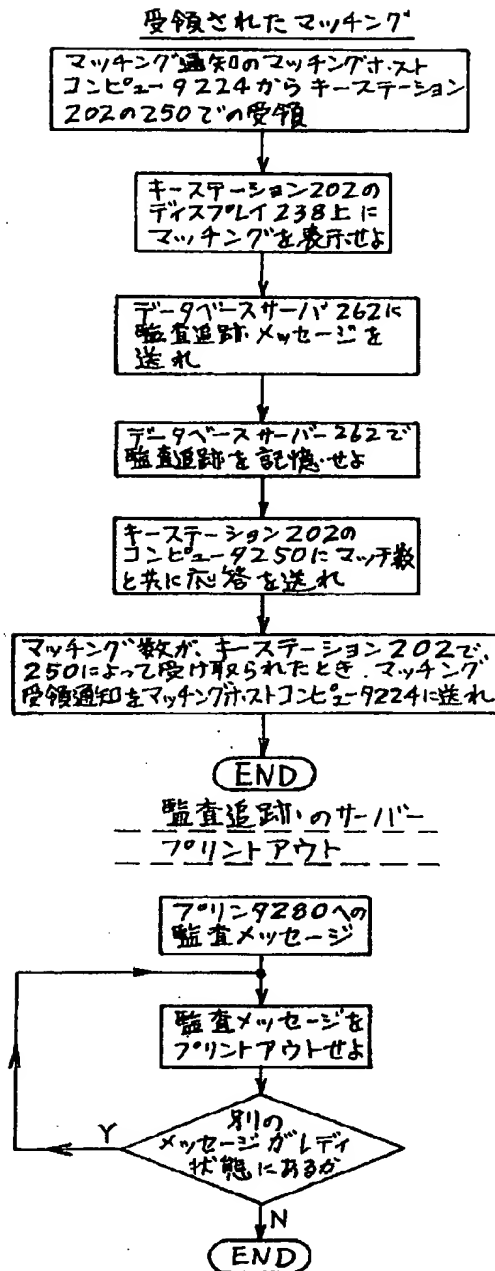 受領されたマッチング
マッチング通知のマッチングホスト
コンピュータ224からキーステーション
202の250での受領
キーステーション202の
ディスプレイ238上に
マッチングを表示せよ
データベースサーバ262に
監査追跡メッセージを
送れ
データベースサーバー262で
監査追跡を記憶せよ
キーステーション202の
コンピュータ250にマッチ数
と共に応答を送れ
マッチング数が、キーステーション202で、
250によって受け取られたとき、マッチング
受領通知をマッチングホストコンピュータ224に送れ
END
監査追跡のサーバー
プリントアウト
プリンタ280への
監査メッセージ
監査メッセージを
プリントアウトせよ
別の
メッセージがレディ
状態にあるか
Y
N
END